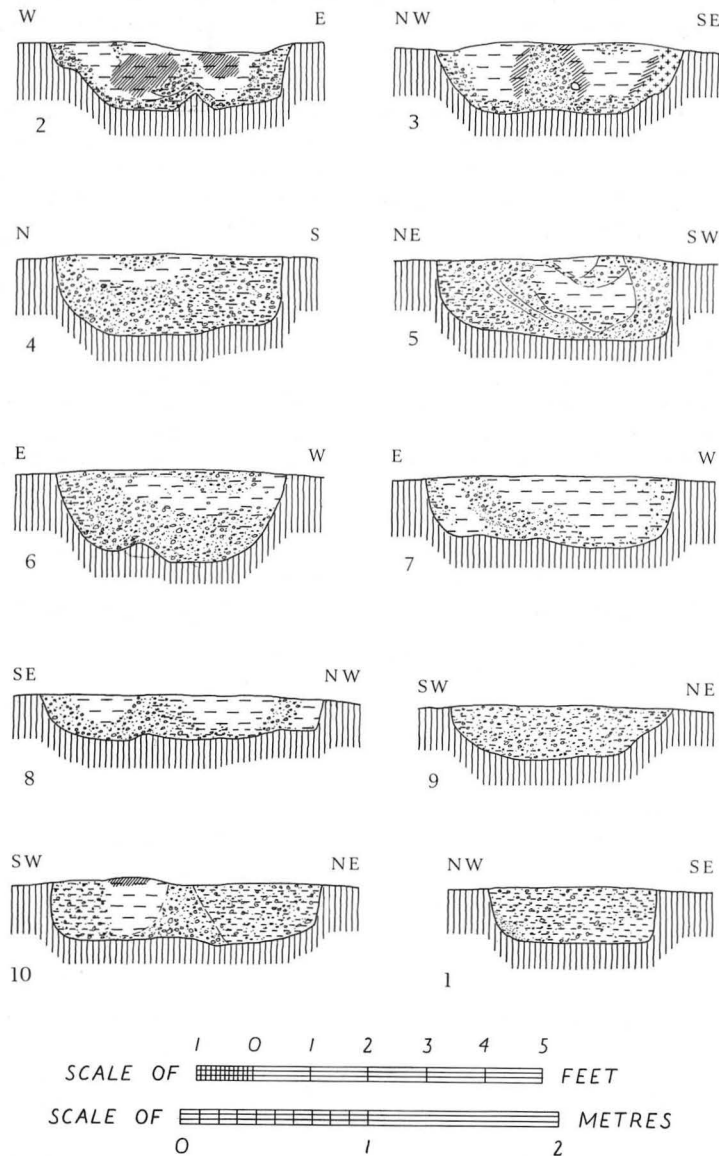 W E
2
NW SE
3
N S
4
NE SW
5
E W
6
E W
7
SE NW
8
SW NE
9
SW NE
10
NW SE
1
1 0 1 2 3 4 5
SCALE OF FEET
SCALE OF METRES
0 1 2